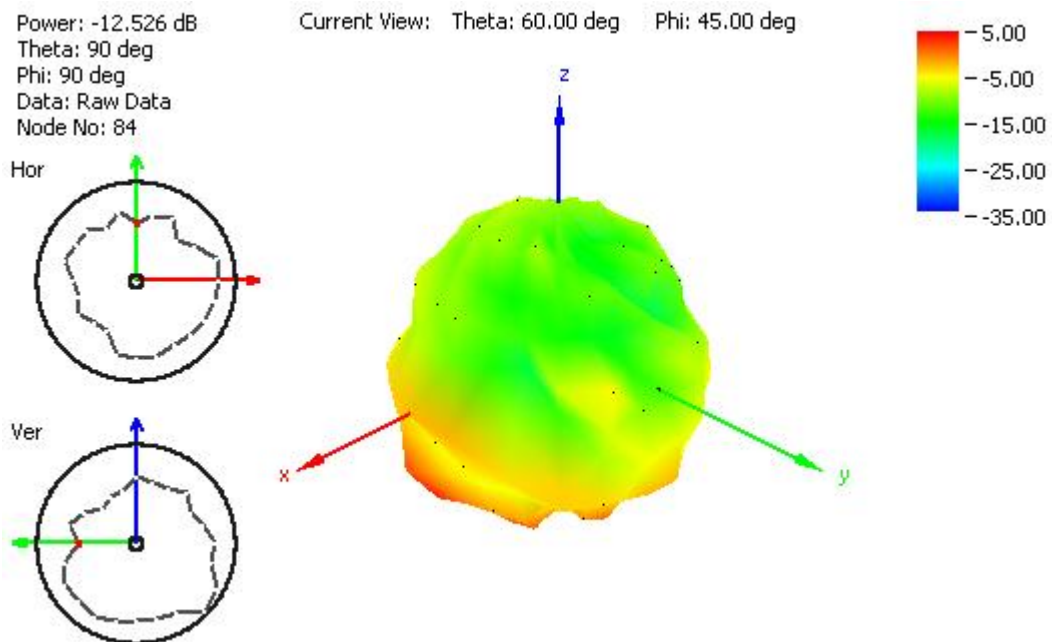 Power: -12.526 dB
Theta: 90 deg
Phi: 90 deg
Data: Raw Data
Node No: 84
Current View: Theta: 60.00 deg Phi: 45.00 deg
5.00
-5.00
-15.00
-25.00
-35.00
Hor
Ver
z
x
y